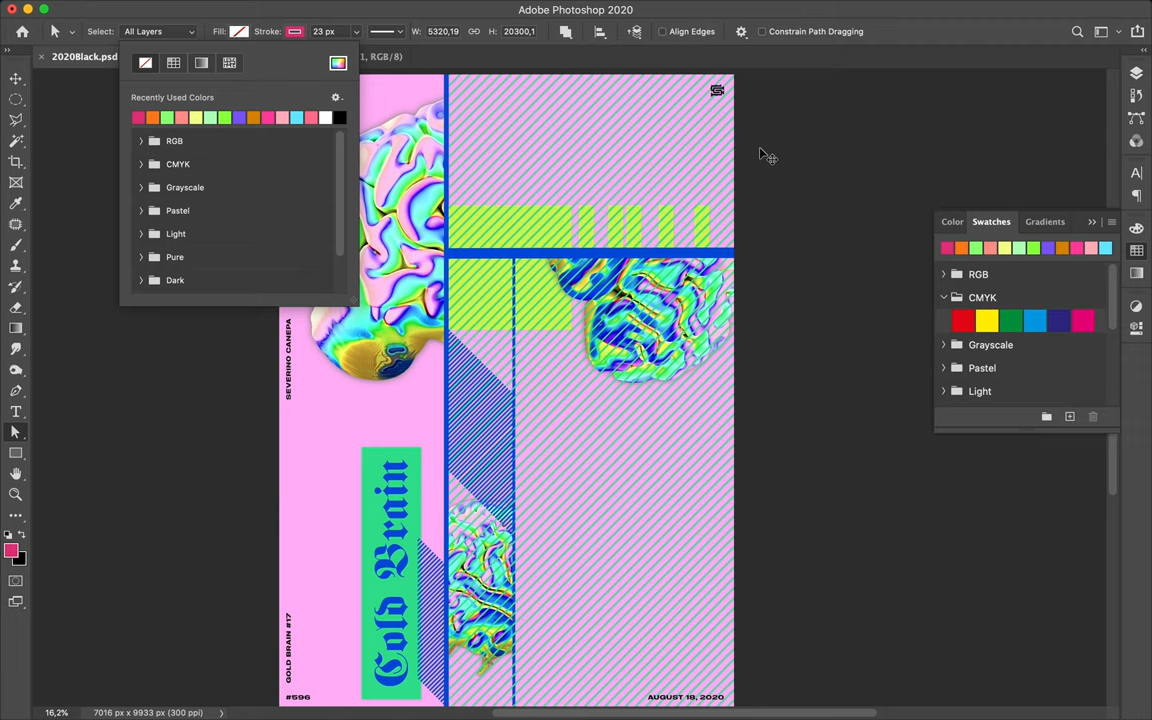 Adobe Photoshop 2020
Select: All Layers Fill: Stroke: 23 px W: 5320,19 H: 20300,1 Align Edges Constrain Path Dragging
2020Black.psd 1, RGB/8)
Recently Used Colors
RGB
CMYK
Grayscale
Pastel
Light
Pure
Dark
Color Swatches Gradients
RGB
CMYK
Grayscale
Pastel
Light
SEVERINO CANEPA
Gold Brain
GOLD BRAIN #17
#596
AUGUST 18, 2020
16,2% 7016 px x 9933 px (300 ppi)